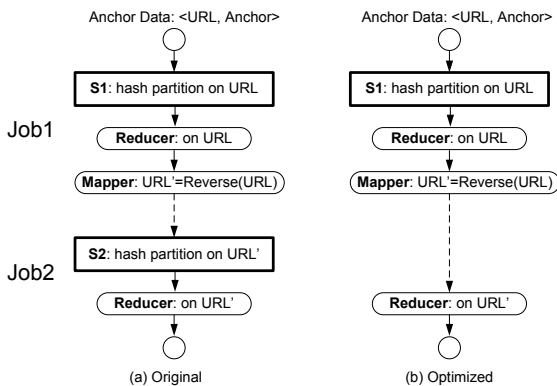 Anchor Data: <URL, Anchor>
Anchor Data: <URL, Anchor>
S1: hash partition on URL
S1: hash partition on URL
Job1
Reducer: on URL
Reducer: on URL
Mapper: URL'=Reverse(URL)
Mapper: URL'=Reverse(URL)
S2: hash partition on URL'
Job2
Reducer: on URL'
Reducer: on URL'
(a) Original
(b) Optimized